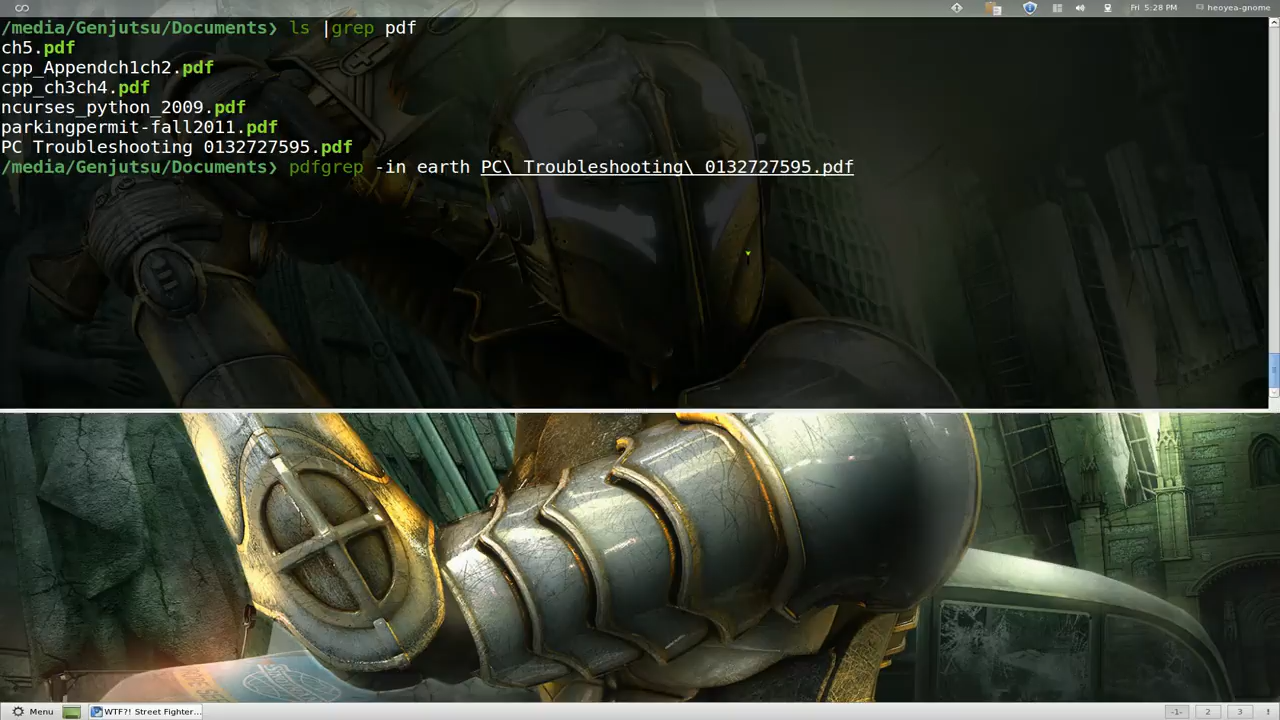 Fri 5:28 PM heoyea-gnome
/media/Genjutsu/Documents❯ ls |grep pdf
ch5.pdf
cpp_Appendch1ch2.pdf
cpp_ch3ch4.pdf
ncurses_python_2009.pdf
parkingpermit-fall2011.pdf
PC Troubleshooting 0132727595.pdf
/media/Genjutsu/Documents❯ pdfgrep -in earth PC\ Troubleshooting\ 0132727595.pdf
Menu WTF?! Street Fighter... -1- 2 3